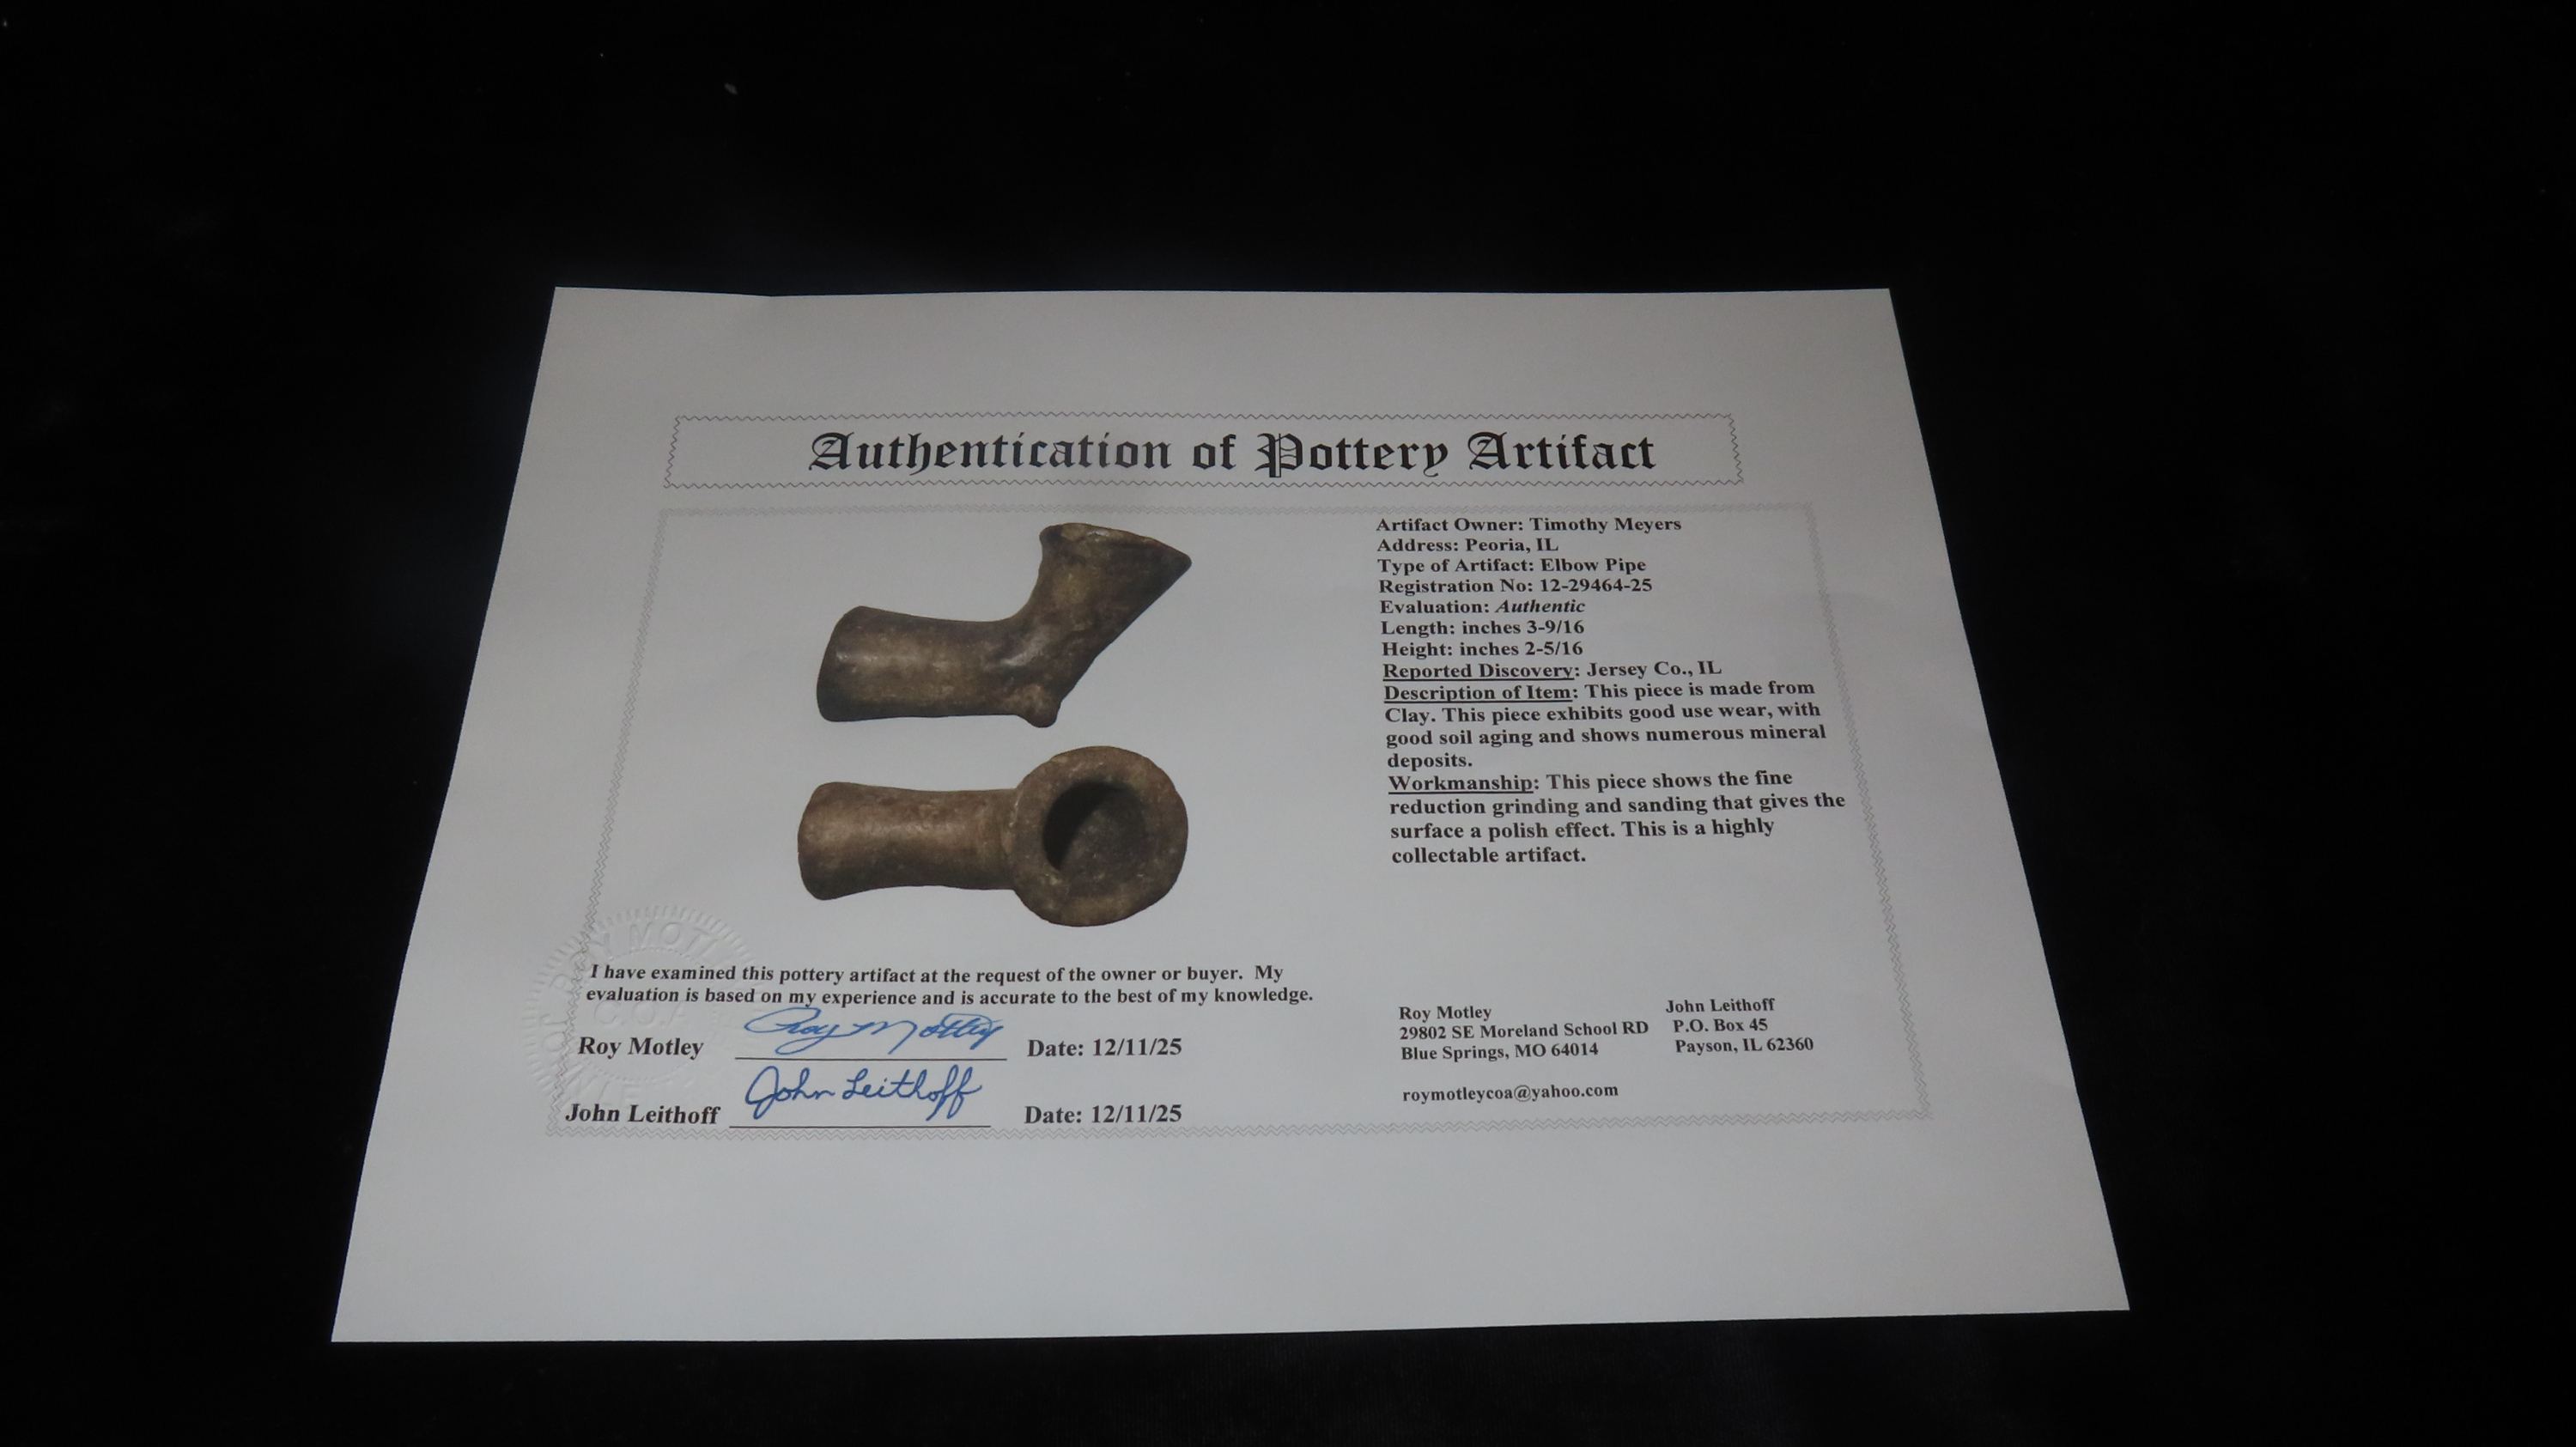 Authentication of Pottery Artifact
Artifact Owner: Timothy Meyers
Address: Peoria, IL
Type of Artifact: Elbow Pipe
Registration No: 12-29464-25
Evaluation: Authentic
Length: inches 3-9/16
Height: inches 2-5/16
Reported Discovery: Jersey Co., IL
Description of Item: This piece is made from
Clay. This piece exhibits good use wear, with
good soil aging and shows numerous mineral
deposits.
Workmanship: This piece shows the fine
reduction grinding and sanding that gives the
surface a polish effect. This is a highly
collectable artifact.
I have examined this pottery artifact at the request of the owner or buyer. My
evaluation is based on my experience and is accurate to the best of my knowledge.
Roy Motley Roy Motley Date: 12/11/25
John Leithoff John Leithoff Date: 12/11/25
Roy Motley
29802 SE Moreland School RD
Blue Springs, MO 64014
roymotleycoa@yahoo.com
John Leithoff
P.O. Box 45
Payson, IL 62360